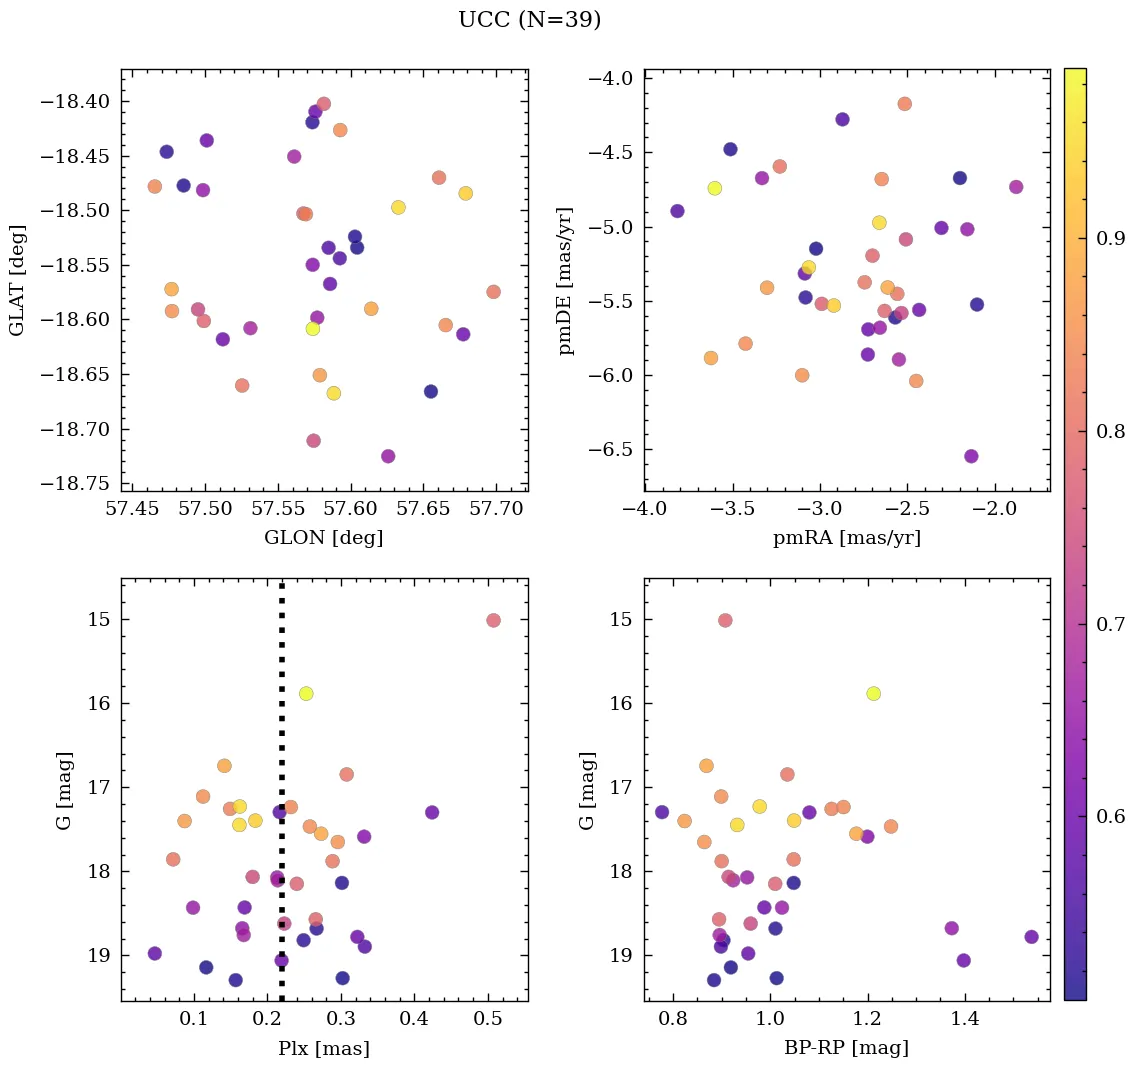 UCC (N=39)
−18.40
−18.45
−18.50
−18.55
−18.60
−18.65
−18.70
−18.75
GLAT [deg]
57.45 57.50 57.55 57.60 57.65 57.70
GLON [deg]
−4.0
−4.5
−5.0
−5.5
−6.0
−6.5
pmDE [mas/yr]
−4.0 −3.5 −3.0 −2.5 −2.0
pmRA [mas/yr]
15
16
17
18
19
G [mag]
0.1 0.2 0.3 0.4 0.5
Plx [mas]
15
16
17
18
19
G [mag]
0.8 1.0 1.2 1.4
BP-RP [mag]
0.9
0.8
0.7
0.6